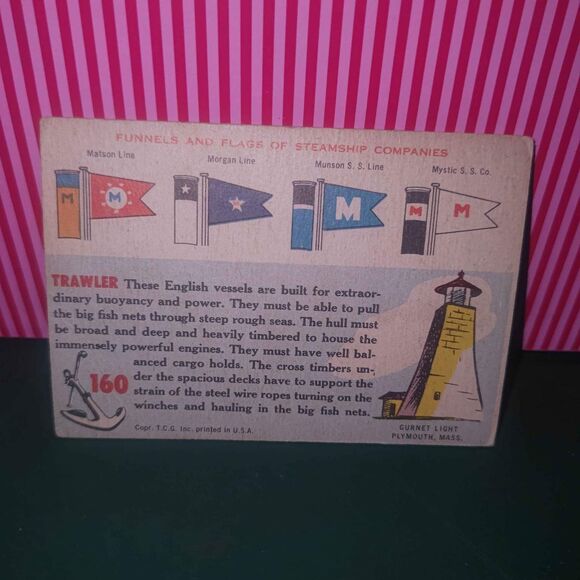 FUNNELS AND FLAGS OF STEAMSHIP COMPANIES
Matson Line
Morgan Line
Munson S. S. Line
Mystic S. S. Co.
M
M
M
M
M
TRAWLER These English vessels are built for extraor-
dinary buoyancy and power. They must be able to pull
the big fish nets through steep rough seas. The hull must
be broad and deep and heavily timbered to house the
immensely powerful engines. They must have well bal-
anced cargo holds. The cross timbers un-
160 der the spacious decks have to support the
strain of the steel wire ropes turning on the
winches and hauling in the big fish nets.
Copr. T.C.G. Inc. printed in U.S.A.
GURNET LIGHT
PLYMOUTH, MASS.